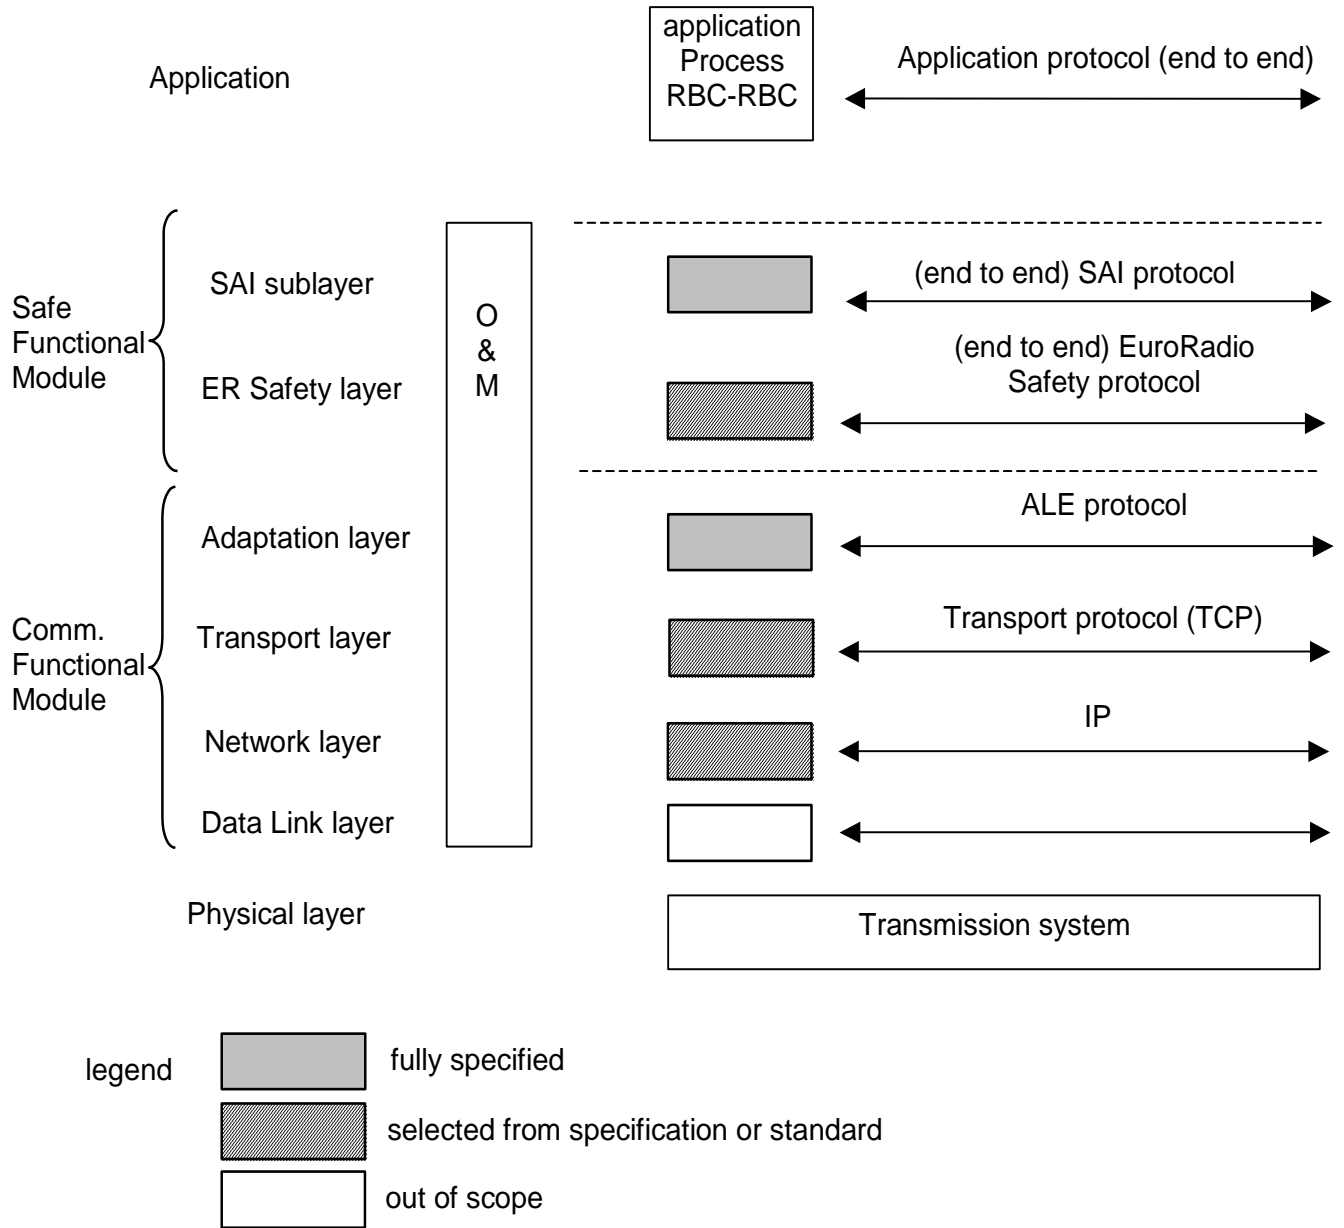 application
Process
RBC-RBC
Application
Application protocol (end to end)
Safe
Functional
Module
SAI sublayer
ER Safety layer
O
&
M
(end to end) SAI protocol
(end to end) EuroRadio
Safety protocol
Comm.
Functional
Module
Adaptation layer
Transport layer
Network layer
Data Link layer
ALE protocol
Transport protocol (TCP)
IP
Physical layer
Transmission system
legend
fully specified
selected from specification or standard
out of scope